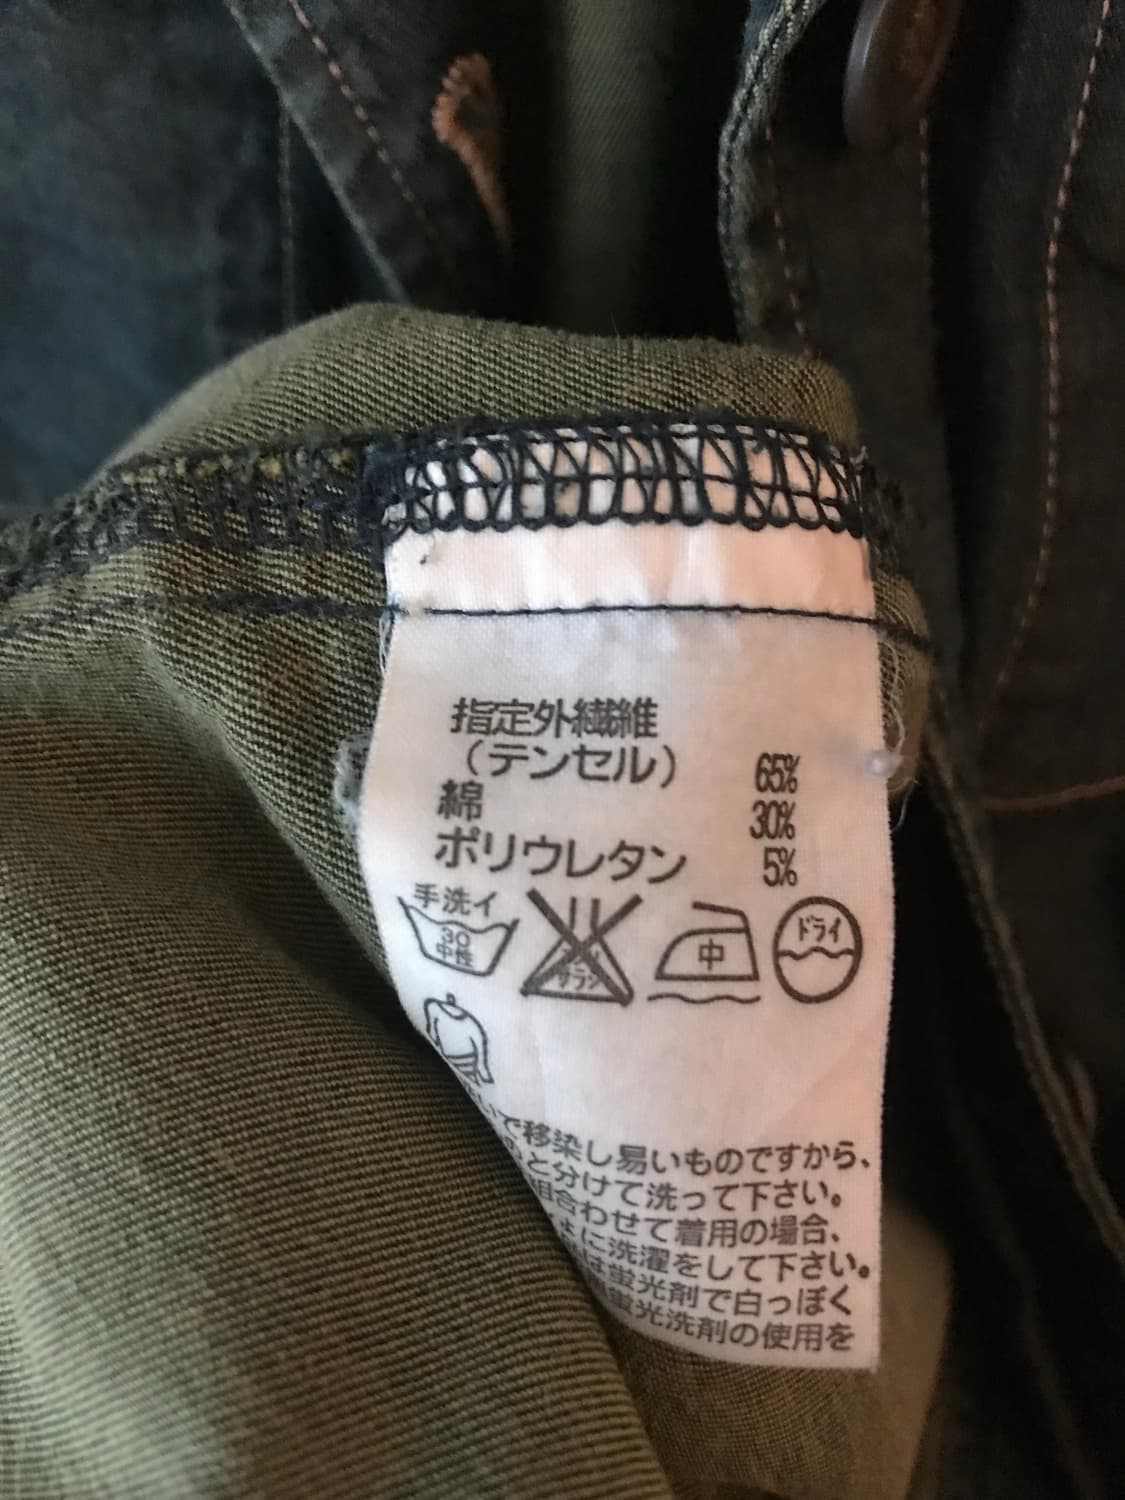 指定外繊維
(テンセル) 65%
綿 30%
ポリウレタン 5%
手洗イ
30
中性
サラシ
中
ドライ
で移染し易いものですから、
と分けて洗って下さい。
組合わせて着用の場合、
に洗濯をして下さい。
は蛍光剤で白っぽく
蛍光洗剤の使用を